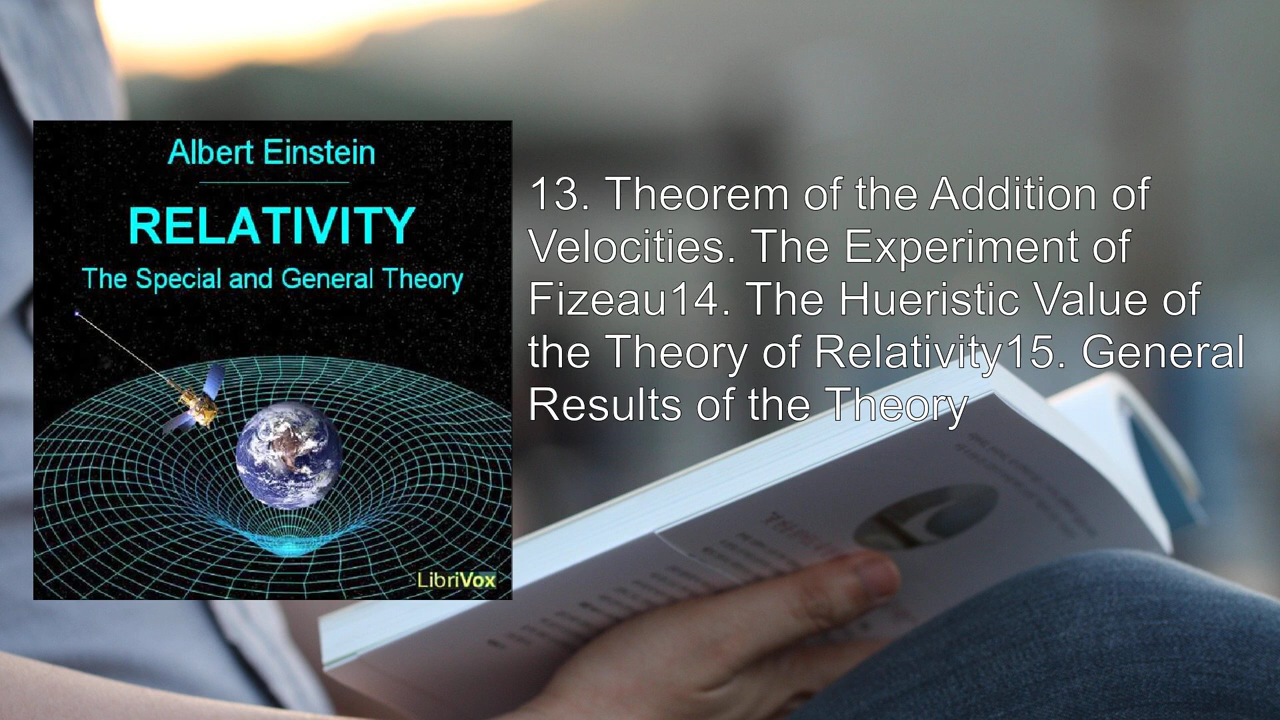 Albert Einstein
RELATIVITY
The Special and General Theory
LibriVox
13. Theorem of the Addition of
Velocities. The Experiment of
Fizeau14. The Hueristic Value of
the Theory of Relativity15. General
Results of the Theory